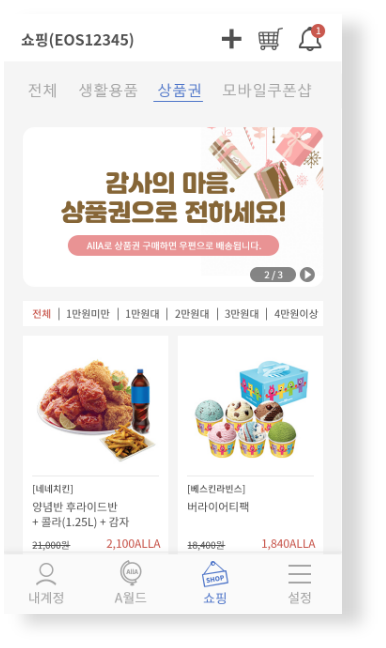 쇼핑(EOS12345)
1
전체 생활용품 상품권 모바일쿠폰샵
감사의 마음.
상품권으로 전하세요!
AllA로 상품권 구매하면 우편으로 배송됩니다.
2 / 3
전체 | 1만원미만 | 1만원대 | 2만원대 | 3만원대 | 4만원이상
[네네치킨]
양념반 후라이드반
+ 콜라(1.25L) + 감자
21,000원 2,100ALLA
[베스킨라빈스]
버라이어티팩
18,400원 1,840ALLA
AllA
SHOP
내계정 A월드 쇼핑 설정